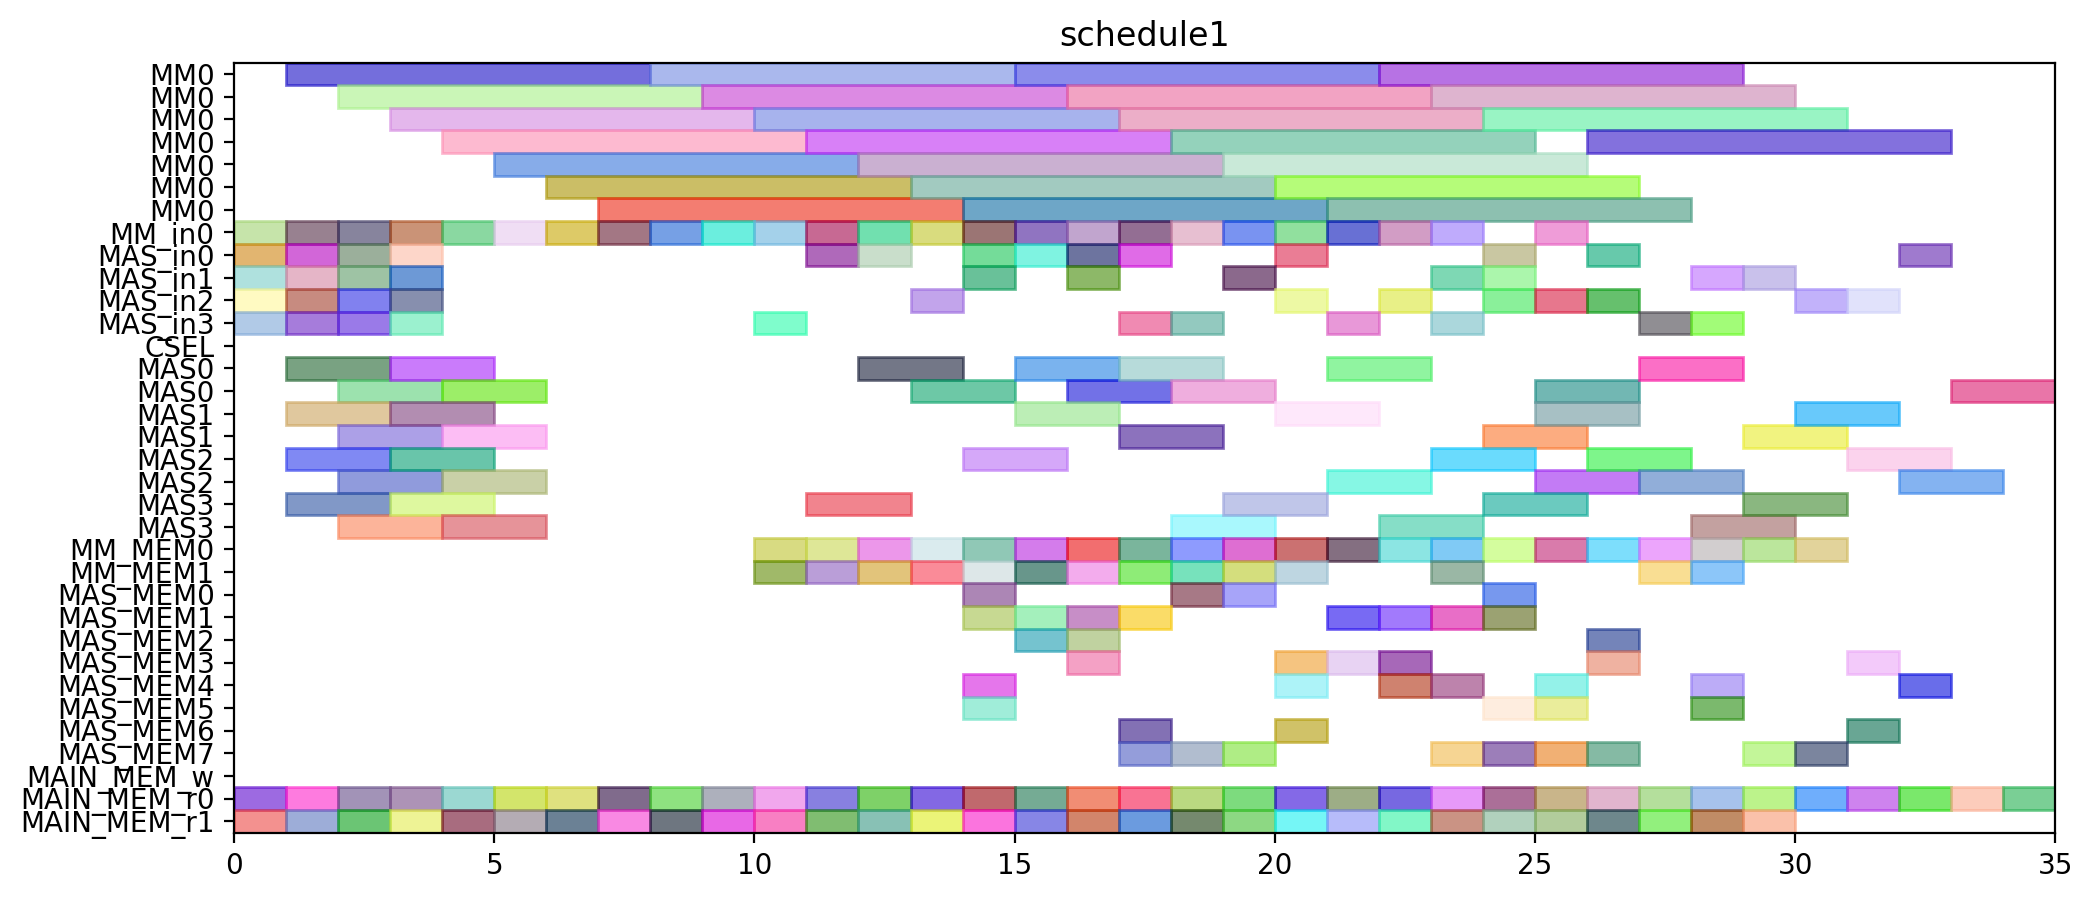 schedule1
MM0
MM0
MM0
MM0
MM0
MM0
MM0
MM_in0
MAS_in0
MAS_in1
MAS_in2
MAS_in3
CSEL
MAS0
MAS0
MAS1
MAS1
MAS2
MAS2
MAS3
MAS3
MM_MEM0
MM_MEM1
MAS_MEM0
MAS_MEM1
MAS_MEM2
MAS_MEM3
MAS_MEM4
MAS_MEM5
MAS_MEM6
MAS_MEM7
MAIN_MEM_w
MAIN_MEM_r0
MAIN_MEM_r1
0 5 10 15 20 25 30 35